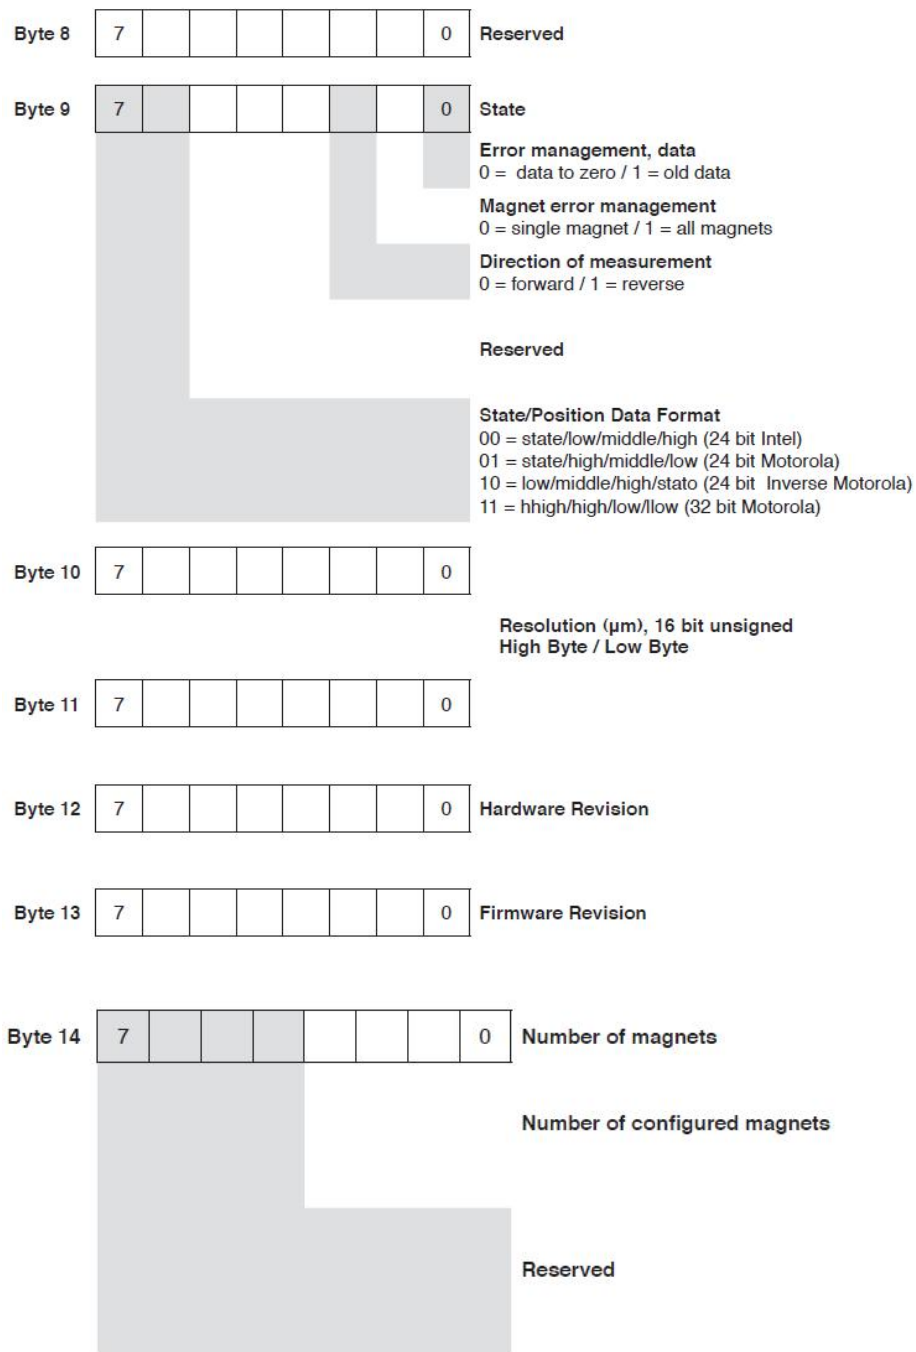 Byte 8 7 0 Reserved
Byte 9 7 0 State
Error management, data
0 = data to zero / 1 = old data
Magnet error management
0 = single magnet / 1 = all magnets
Direction of measurement
0 = forward / 1 = reverse
Reserved
State/Position Data Format
00 = state/low/middle/high (24 bit Intel)
01 = state/high/middle/low (24 bit Motorola)
10 = low/middle/high/stato (24 bit Inverse Motorola)
11 = hhigh/high/low/llow (32 bit Motorola)
Byte 10 7 0
Resolution (µm), 16 bit unsigned
High Byte / Low Byte
Byte 11 7 0
Byte 12 7 0 Hardware Revision
Byte 13 7 0 Firmware Revision
Byte 14 7 0 Number of magnets
Number of configured magnets
Reserved